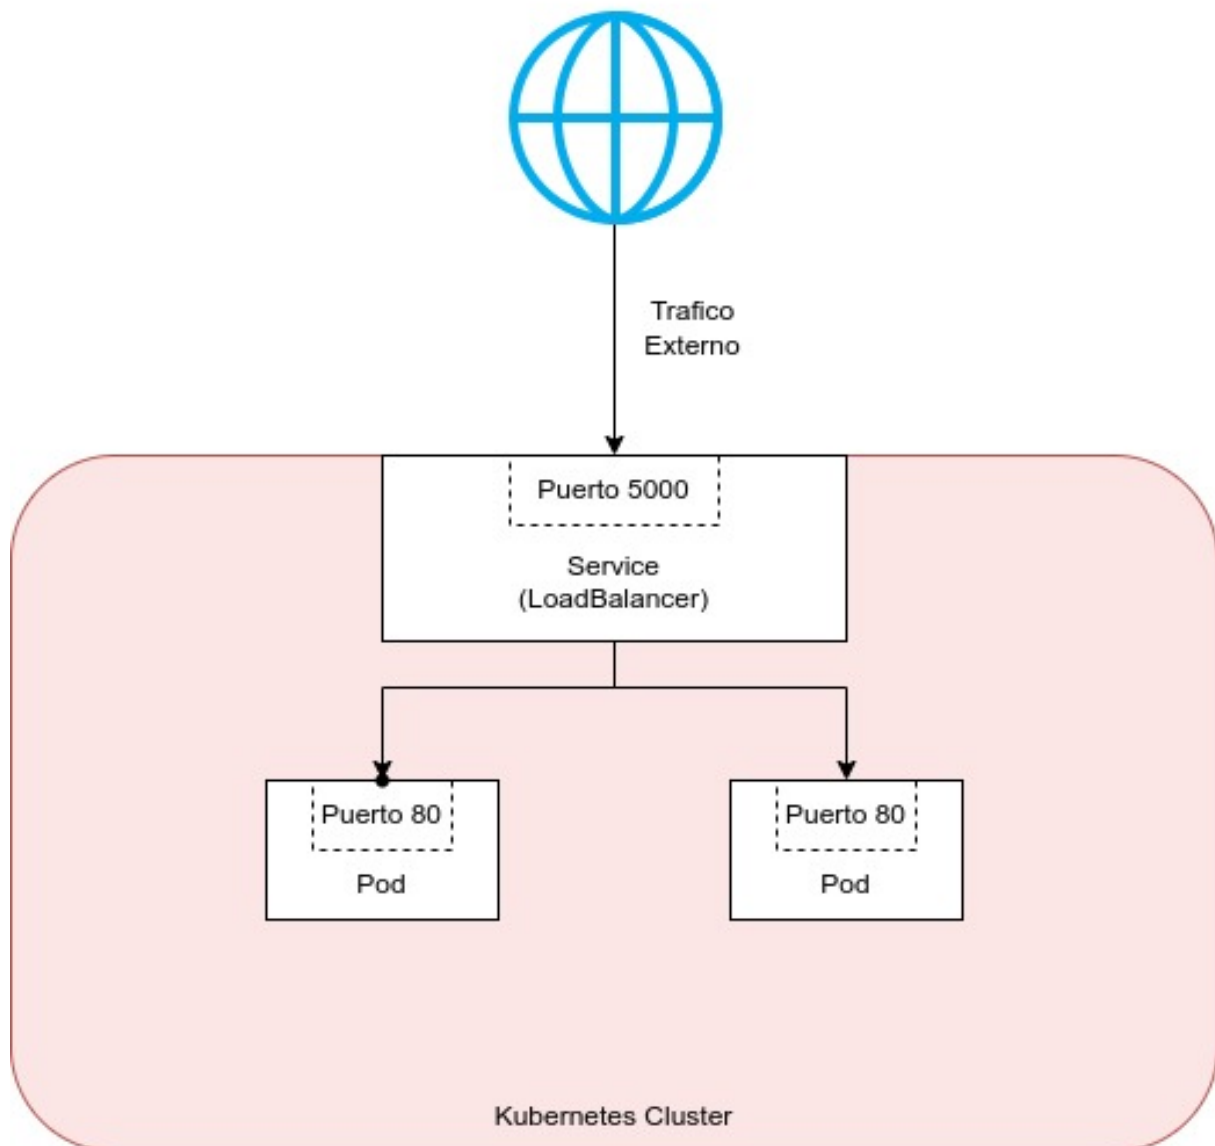 Trafico
Externo
Puerto 5000
Service
(LoadBalancer)
Puerto 80
Pod
Puerto 80
Pod
Kubernetes Cluster